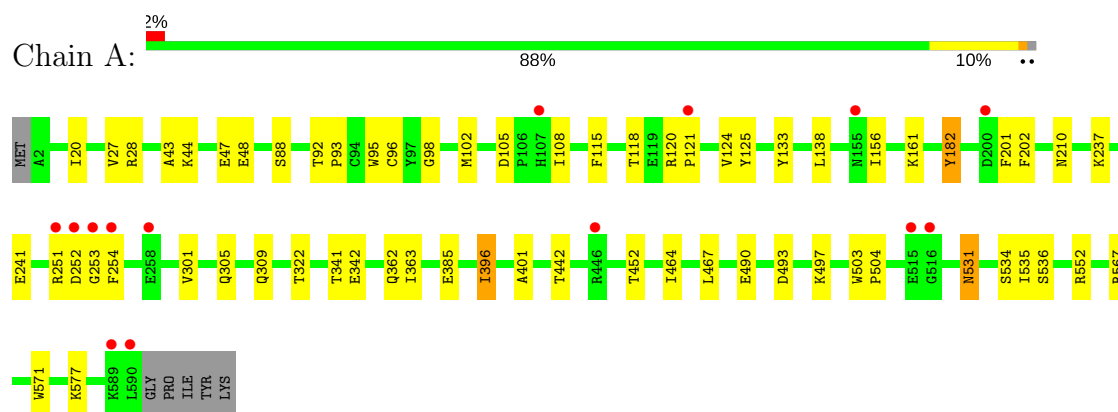 2%
Chain A:
88% 10% ••
MET A2 I20 V27 R28 A43 K44 E47 E48 S88 T92 P93 C94 W95 C96 Y97 G98 M102 D105 P106 H107 I108 F115 T118 E119 R120 P121 V124 Y125 Y133 L138 N155 I156 K161 Y182 D200 F201 F202 N210 K237
E241 R251 D252 G253 F254 E258 V301 Q305 Q309 T322 T341 E342 Q362 I363 E385 I396 A401 T442 R446 T452 I464 L467 E490 D493 K497 W503 P504 E515 G516 N531 S534 I535 S536 R552
W571 K577 K589 L590 GLY PRO ILE TYR LYS